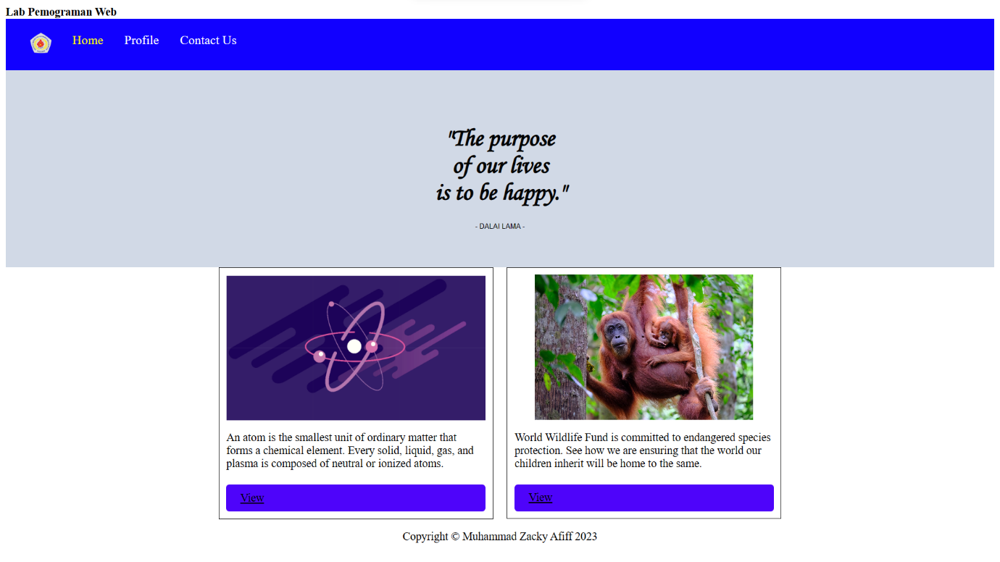 Lab Pemograman Web
Home Profile Contact Us
"The purpose
of our lives
is to be happy."
- DALAI LAMA -
An atom is the smallest unit of ordinary matter that
forms a chemical element. Every solid, liquid, gas, and
plasma is composed of neutral or ionized atoms.
View
World Wildlife Fund is committed to endangered species
protection. See how we are ensuring that the world our
children inherit will be home to the same.
View
Copyright © Muhammad Zacky Afiff 2023